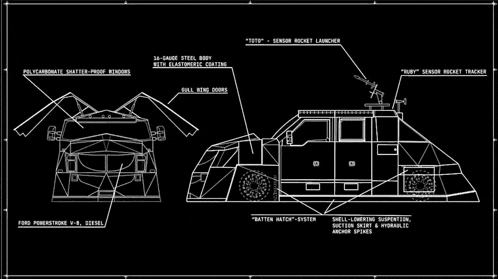 "TOTO" - SENSOR ROCKET LAUNCHER
16-GAUGE STEEL BODY
WITH ELASTOMERIC COATING
POLYCARBONATE SHATTER-PROOF WINDOWS
"RUBY" SENSOR ROCKET TRACKER
GULL WING DOORS
FORD POWERSTROKE V-8, DIESEL
"BATTEN HATCH"-SYSTEM
SHELL-LOWERING SUSPENTION,
SUCTION SKIRT & HYDRAULIC
ANCHOR SPIKES